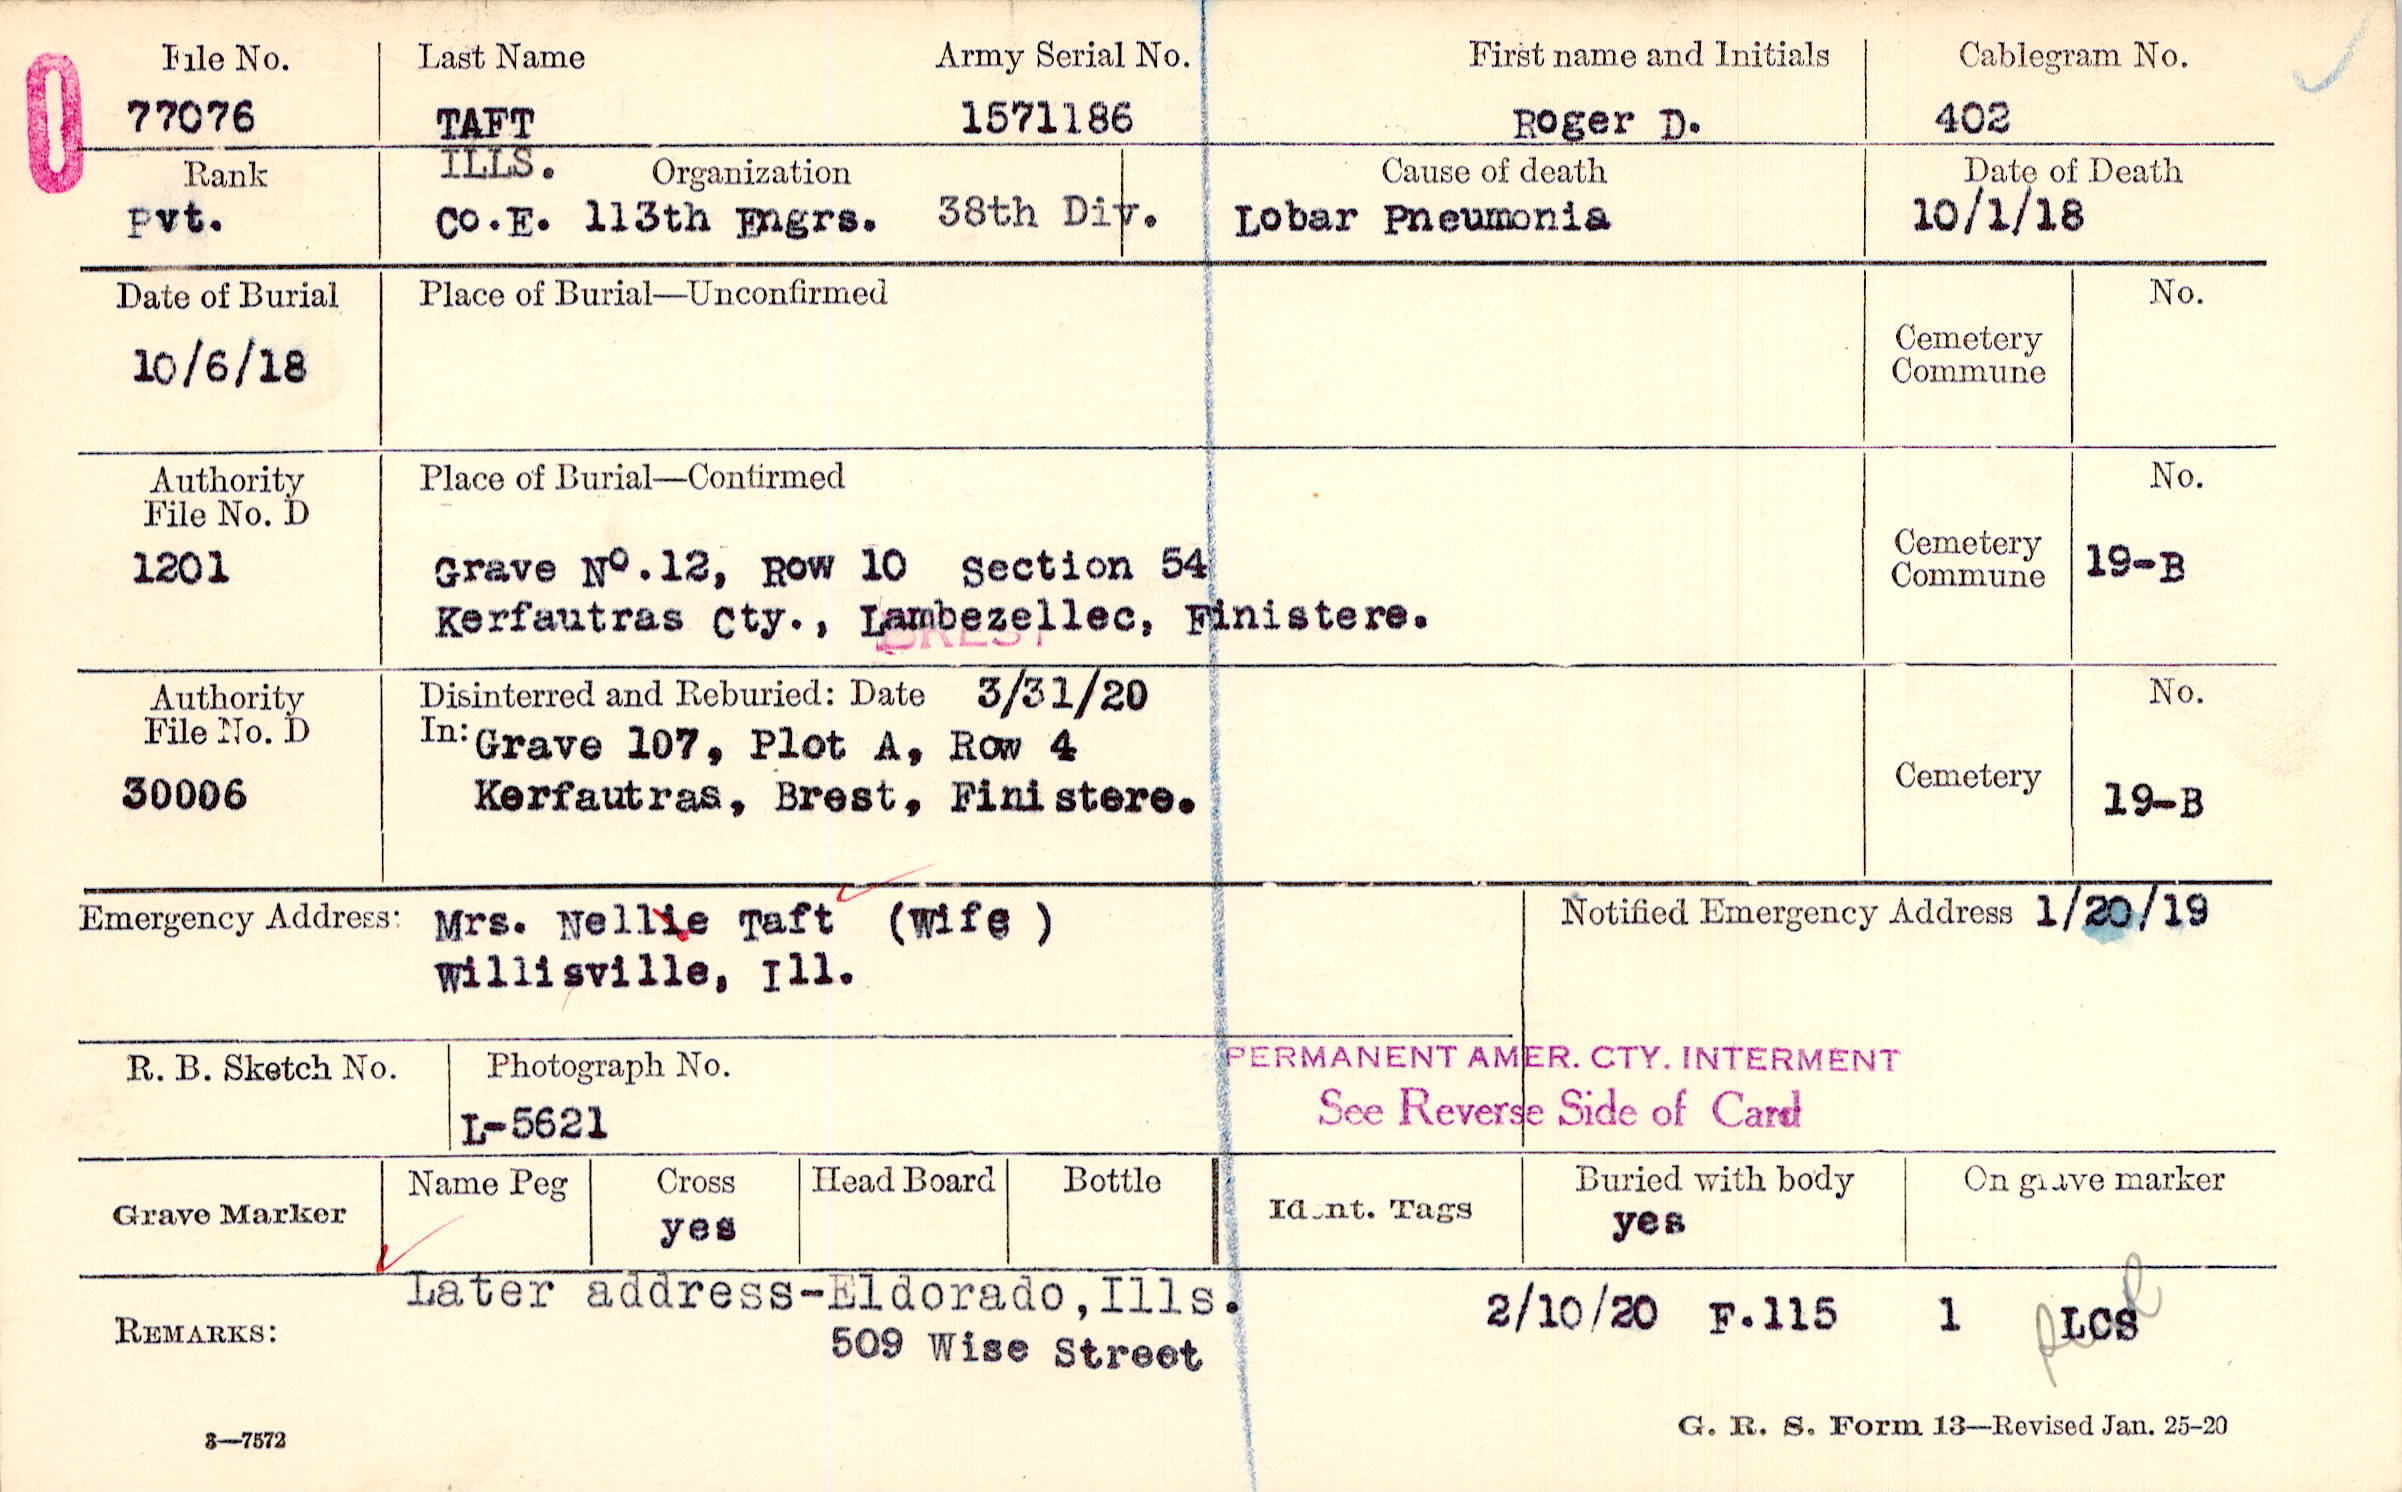 File No. Last Name Army Serial No. First name and Initials Cablegram No.
77076 TAFT 1571186 Roger D. 402
Rank ILLS. Organization Cause of death Date of Death
Pvt. Co.E. 113th Engrs. 38th Div. Lobar Pneumonia 10/1/18
Date of Burial Place of Burial—Unconfirmed No.
10/6/18 Cemetery
Commune
Authority Place of Burial—Confirmed No.
File No. D
1201 Grave No.12, Row 10 Section 54 Cemetery Commune 19-B
Kerfautras Cty., Lambezellec, Finistere.
BREST
Authority Disinterred and Reburied: Date 3/31/20 No.
File No. D In: Grave 107, Plot A, Row 4
30006 Kerfautras, Brest, Finistere. Cemetery 19-B
Emergency Address: Mrs. Nellie Taft (Wife) Notified Emergency Address 1/20/19
Willisville, Ill.
R. B. Sketch No. Photograph No. PERMANENT AMER. CTY. INTERMENT
L-5621 See Reverse Side of Card
Grave Marker Name Peg Cross Head Board Bottle Ident. Tags Buried with body On grave marker
yes yes
Later address-Eldorado,Ills. 2/10/20 F.115 1 LCS
REMARKS: 509 Wise Street
3—7572 G. R. S. Form 13—Revised Jan. 25-20